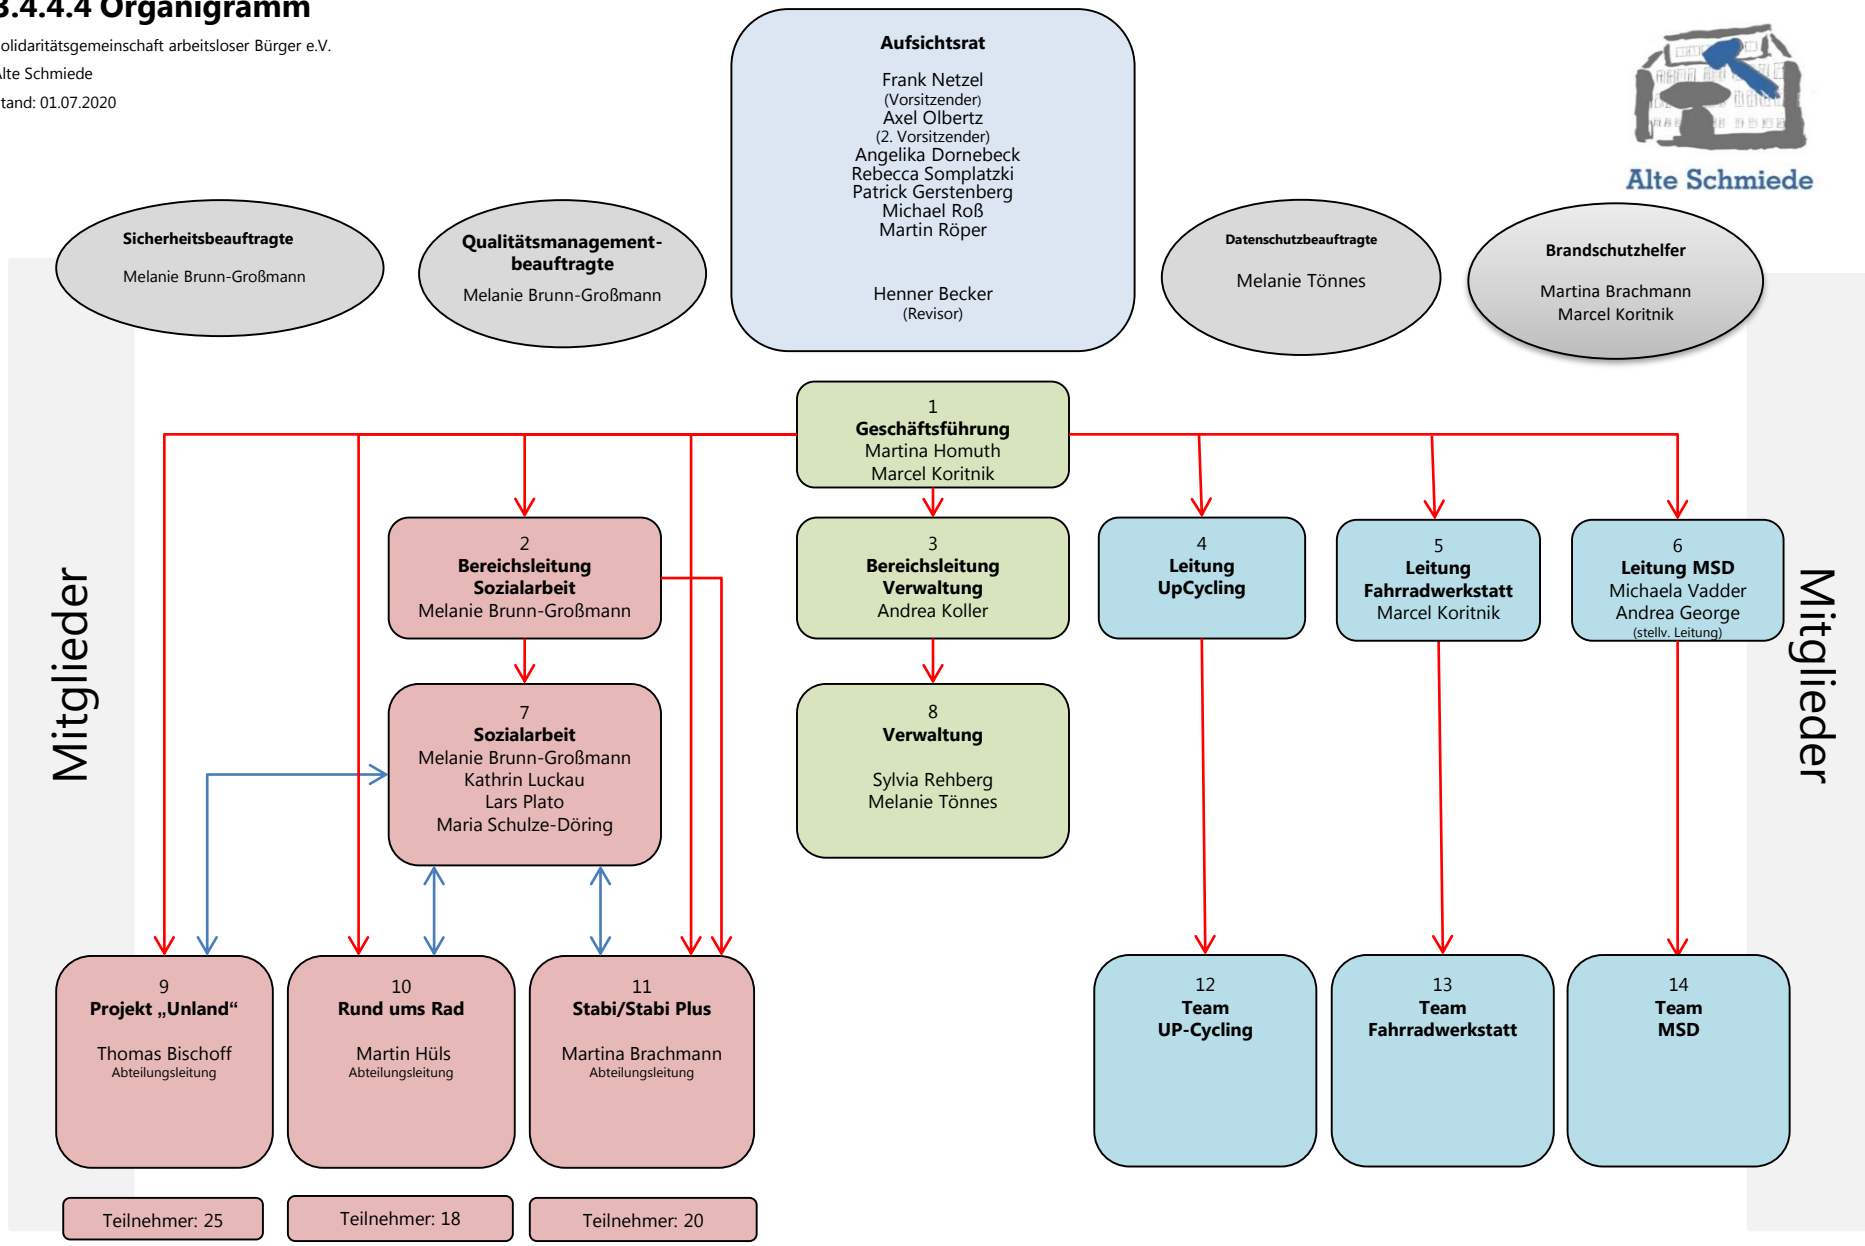 3.4.4.4 Organigramm
olidaritätsgemeinschaft arbeitsloser Bürger e.V.
Alte Schmiede
tand: 01.07.2020
Aufsichtsrat
Frank Netzel
(Vorsitzender)
Axel Olbertz
(2. Vorsitzender)
Angelika Dornebeck
Rebecca Somplatzki
Patrick Gerstenberg
Michael Roß
Martin Röper
Henner Becker
(Revisor)
Alte Schmiede
Sicherheitsbeauftragte
Melanie Brunn-Großmann
Qualitätsmanagement-
beauftragte
Melanie Brunn-Großmann
Datenschutzbeauftragte
Melanie Tönnes
Brandschutzhelfer
Martina Brachmann
Marcel Koritnik
Mitglieder
Mitglieder
1
Geschäftsführung
Martina Homuth
Marcel Koritnik
2
Bereichsleitung
Sozialarbeit
Melanie Brunn-Großmann
3
Bereichsleitung
Verwaltung
Andrea Koller
4
Leitung
UpCycling
5
Leitung
Fahrradwerkstatt
Marcel Koritnik
6
Leitung MSD
Michaela Vadder
Andrea George
(stellv. Leitung)
7
Sozialarbeit
Melanie Brunn-Großmann
Kathrin Luckau
Lars Plato
Maria Schulze-Döring
8
Verwaltung
Sylvia Rehberg
Melanie Tönnes
9
Projekt „Unland“
Thomas Bischoff
Abteilungsleitung
10
Rund ums Rad
Martin Hüls
Abteilungsleitung
11
Stabi/Stabi Plus
Martina Brachmann
Abteilungsleitung
12
Team
UP-Cycling
13
Team
Fahrradwerkstatt
14
Team
MSD
Teilnehmer: 25
Teilnehmer: 18
Teilnehmer: 20